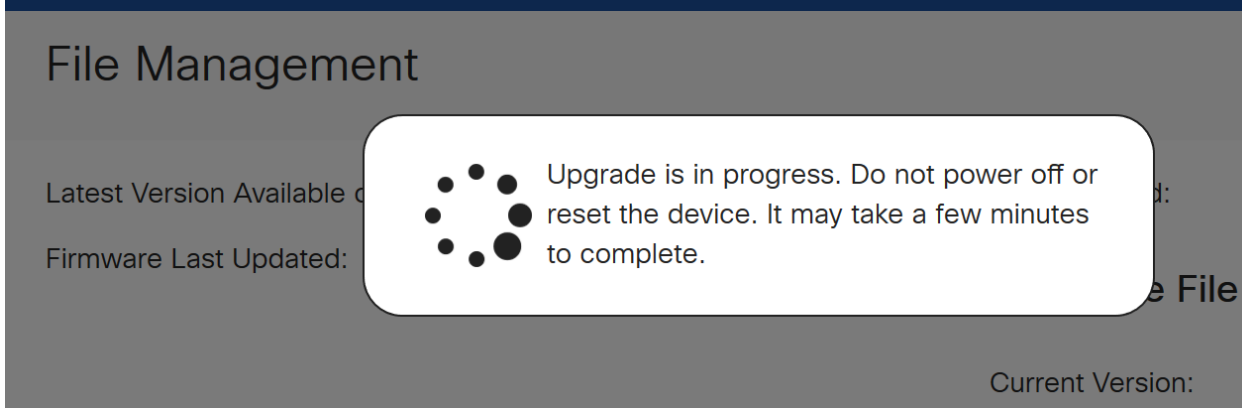 File Management
Upgrade is in progress. Do not power off or
reset the device. It may take a few minutes
to complete.
Latest Version Available
Firmware Last Updated:
File
Current Version: